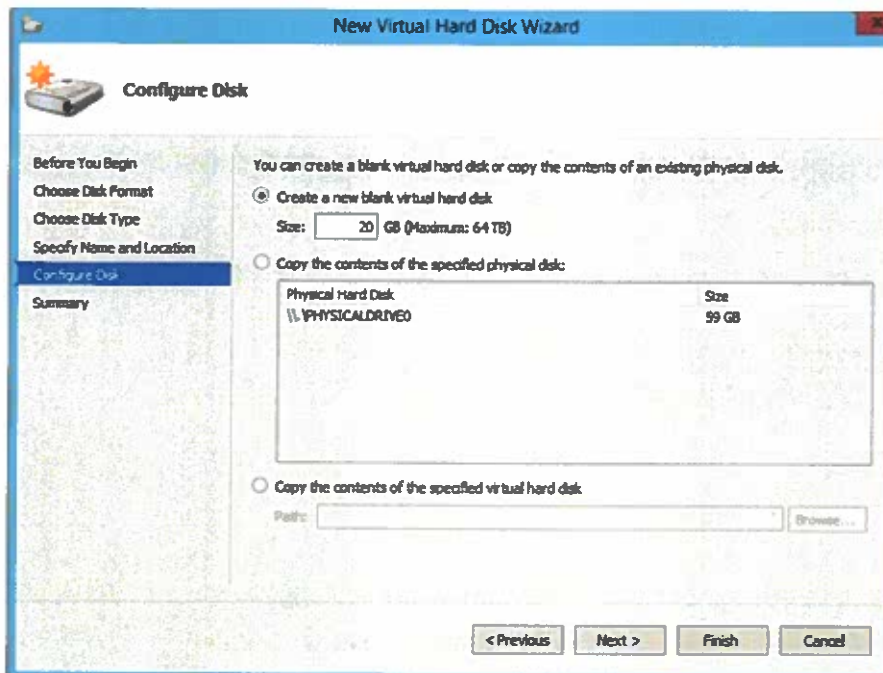 New Virtual Hard Disk Wizard
Configure Disk
Before You Begin
Choose Disk Format
Choose Disk Type
Specify Name and Location
Configure Disk
Summary
You can create a blank virtual hard disk or copy the contents of an existing physical disk.
Create a new blank virtual hard disk
Size: 20 GB (Maximum: 64 TB)
Copy the contents of the specified physical disk:
Physical Hard Disk Size
\\.\PHYSICALDRIVE0 99 GB
Copy the contents of the specified virtual hard disk
Path: Browse...
< Previous Next > Finish Cancel